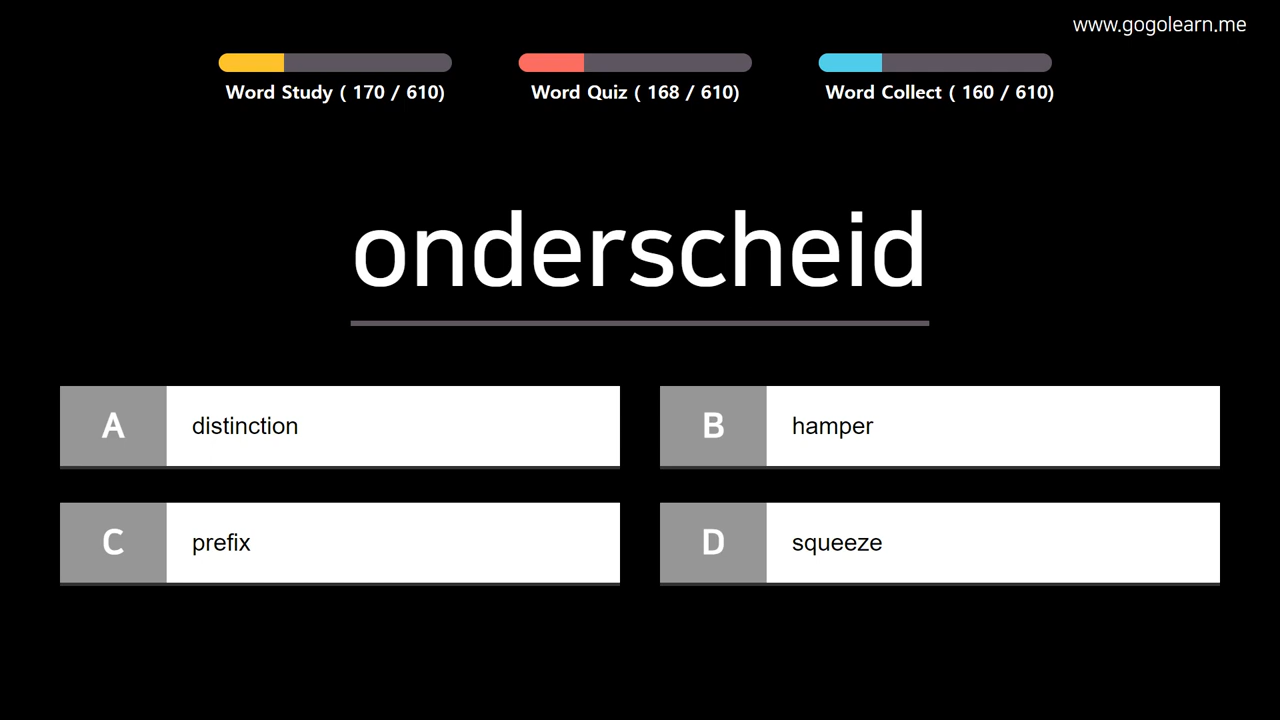 www.gogolearn.me
Word Study ( 170 / 610)
Word Quiz ( 168 / 610)
Word Collect ( 160 / 610)
onderscheid
A distinction
B hamper
C prefix
D squeeze